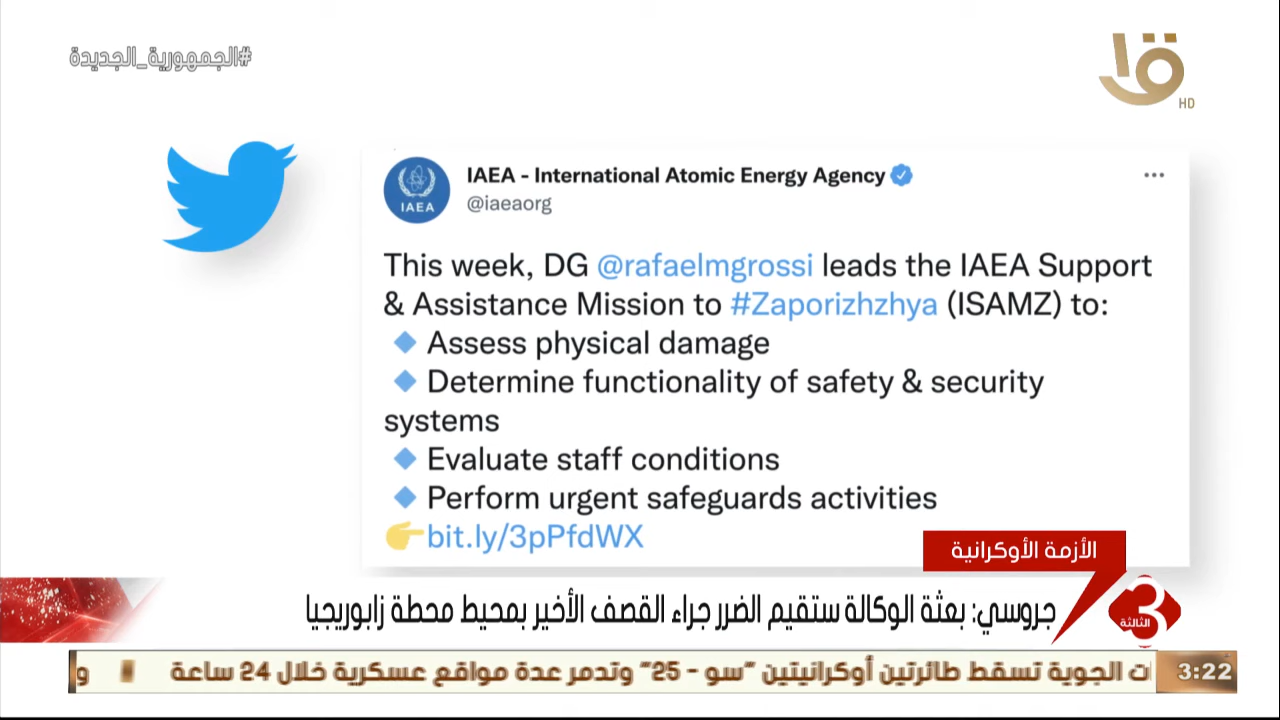 #الجمهورية_الجديدة
HD
IAEA - International Atomic Energy Agency
@iaeaorg
IAEA
This week, DG @rafaelmgrossi leads the IAEA Support
& Assistance Mission to #Zaporizhzhya (ISAMZ) to:
🔷 Assess physical damage
🔷 Determine functionality of safety & security
systems
🔷 Evaluate staff conditions
🔷 Perform urgent safeguards activities
👉bit.ly/3pPfdWX
الأزمة الأوكرانية
جروسي: بعثة الوكالة ستقيم الضرر جراء القصف الأخير بمحيط محطة زابوريجيا
3
الثالثة
ات الجوية تسقط طائرتين أوكرانيتين "سو - 25" وتدمر عدة مواقع عسكرية خلال 24 ساعة
3:22